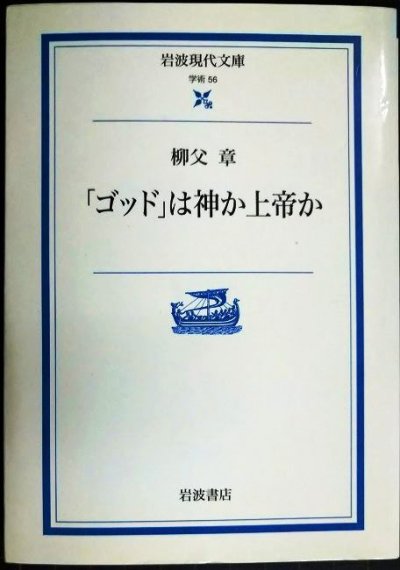 岩波現代文庫
学術 56
柳父 章
「ゴッド」は神か上帝か
岩波書店